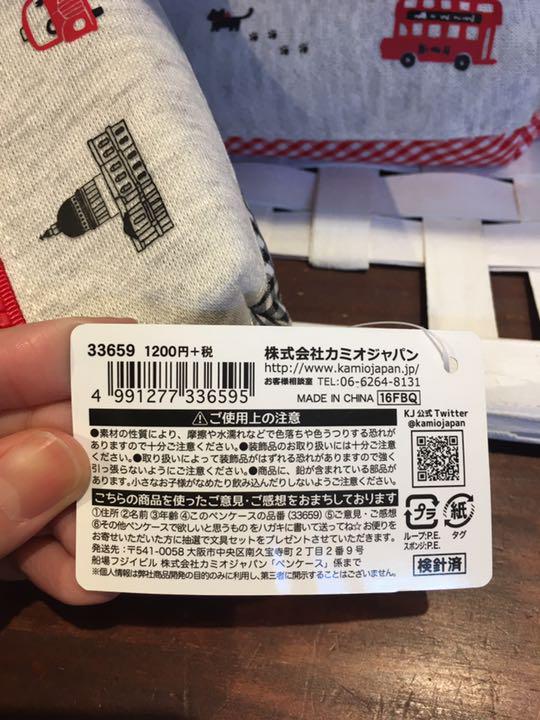 33659 1200円+税
株式会社カミオジャパン
http://www.kamiojapan.jp/
お客様相談室 TEL:06-6264-8131
MADE IN CHINA 16FBQ
4 991277 336595
⚠ご使用上の注意
●素材の性質により、摩擦や水濡れなどで色落ちや色うつりする恐れが
ありますので十分ご注意ください。●装飾品のお取り扱いには十分ご注意
ください。●取り扱いによって装飾品がはずれる恐れがありますので強く
引っ張らないようにご注意ください。●商品に、鉛が含まれている部品が
あります。小さなお子様がなめたり飲み込んだりしないようご注意ください。
KJ 公式 Twitter
@kamiojapan
こちらの商品を使ったご意見・ご感想をおまちしております
①住所 ②名前 ③年齢 ④このペンケースの品番 (33659) ⑤ご意見・ご感想
⑥その他ペンケースで欲しいと思うもの をハガキに書いて送ってね☆お便りを
お寄せいただいた方に抽選で文具セットをプレゼントさせていただきます。
発送先:〒541-0058 大阪市中央区南久宝寺町2丁目2番9号
船場フジイビル 株式会社カミオジャパン「ペンケース」係まで
※個人情報は弊社商品開発の目的のみに利用し、第三者に開示することはございません。
プラ 紙
ループ:P.E. タグ
スポンジ:P.E.
検針済